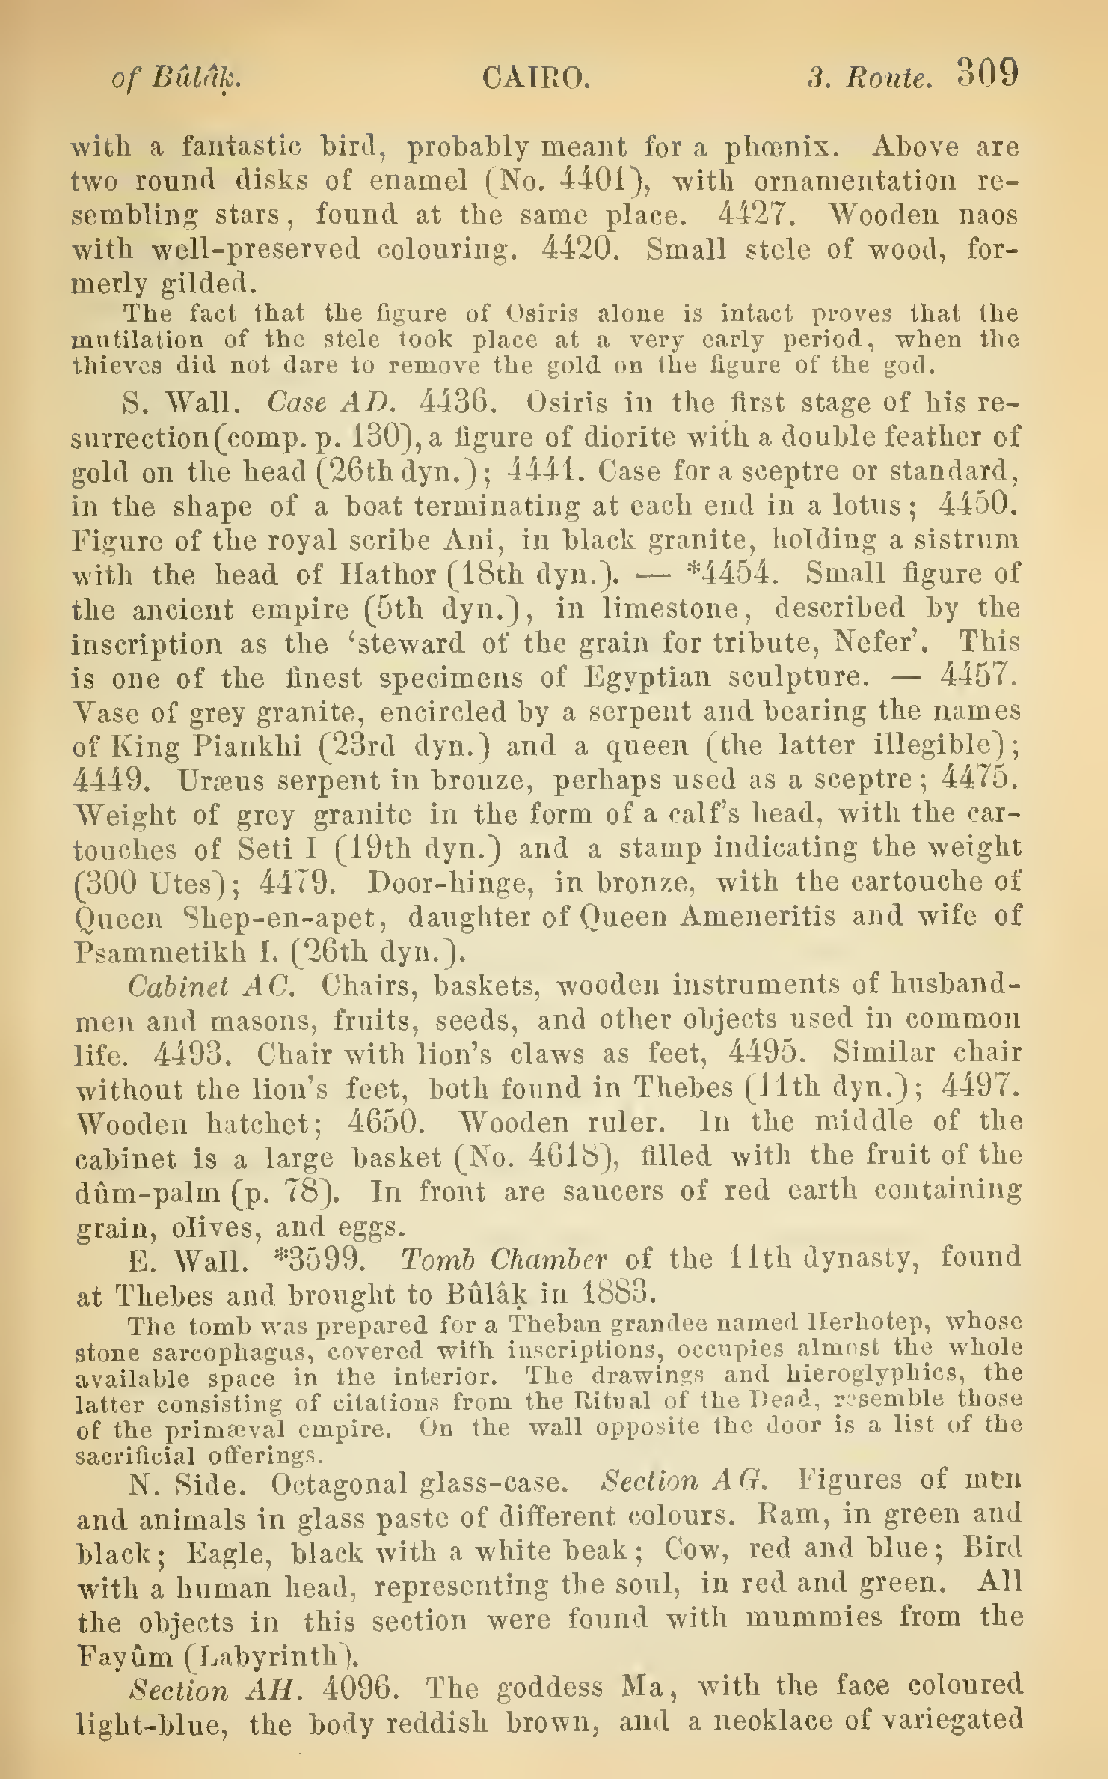 of Bûlâḳ. CAIRO. 3. Route. 309
with a fantastic bird, probably meant for a phœnix. Above are
two round disks of enamel (No. 4401), with ornamentation re-
sembling stars, found at the same place. 4427. Wooden naos
with well-preserved colouring. 4420. Small stele of wood, for-
merly gilded.
The fact that the figure of Osiris alone is intact proves that the
mutilation of the stele took place at a very early period, when the
thieves did not dare to remove the gold on the figure of the god.
S. Wall. Case AD. 4436. Osiris in the first stage of his re-
surrection (comp. p. 130), a figure of diorite with a double feather of
gold on the head (26th dyn.); 4441. Case for a sceptre or standard,
in the shape of a boat terminating at each end in a lotus; 4450.
Figure of the royal scribe Ani, in black granite, holding a sistrum
with the head of Hathor (18th dyn.). — *4454. Small figure of
the ancient empire (5th dyn.), in limestone, described by the
inscription as the ‘steward of the grain for tribute, Nefer’. This
is one of the finest specimens of Egyptian sculpture. — 4457.
Vase of grey granite, encircled by a serpent and bearing the names
of King Piankhi (23rd dyn.) and a queen (the latter illegible);
4449. Uræus serpent in bronze, perhaps used as a sceptre; 4475.
Weight of grey granite in the form of a calf’s head, with the car-
touches of Seti I (19th dyn.) and a stamp indicating the weight
(300 Utes); 4479. Door-hinge, in bronze, with the cartouche of
Queen Shep-en-apet, daughter of Queen Ameneritis and wife of
Psammetikh I. (26th dyn.).
Cabinet AC. Chairs, baskets, wooden instruments of husband-
men and masons, fruits, seeds, and other objects used in common
life. 4493. Chair with lion’s claws as feet, 4495. Similar chair
without the lion’s feet, both found in Thebes (11th dyn.); 4497.
Wooden hatchet; 4650. Wooden ruler. In the middle of the
cabinet is a large basket (No. 4618), filled with the fruit of the
dûm-palm (p. 78). In front are saucers of red earth containing
grain, olives, and eggs.
E. Wall. *3599. Tomb Chamber of the 11th dynasty, found
at Thebes and brought to Bûlâḳ in 1883.
The tomb was prepared for a Theban grandee named Herhotep, whose
stone sarcophagus, covered with inscriptions, occupies almost the whole
available space in the interior. The drawings and hieroglyphics, the
latter consisting of citations from the Ritual of the Dead, resemble those
of the primæval empire. On the wall opposite the door is a list of the
sacrificial offerings.
N. Side. Octagonal glass-case. Section AG. Figures of men
and animals in glass paste of different colours. Ram, in green and
black; Eagle, black with a white beak; Cow, red and blue; Bird
with a human head, representing the soul, in red and green. All
the objects in this section were found with mummies from the
Fayûm (Labyrinth).
Section AH. 4096. The goddess Ma, with the face coloured
light-blue, the body reddish brown, and a neoklace of variegated